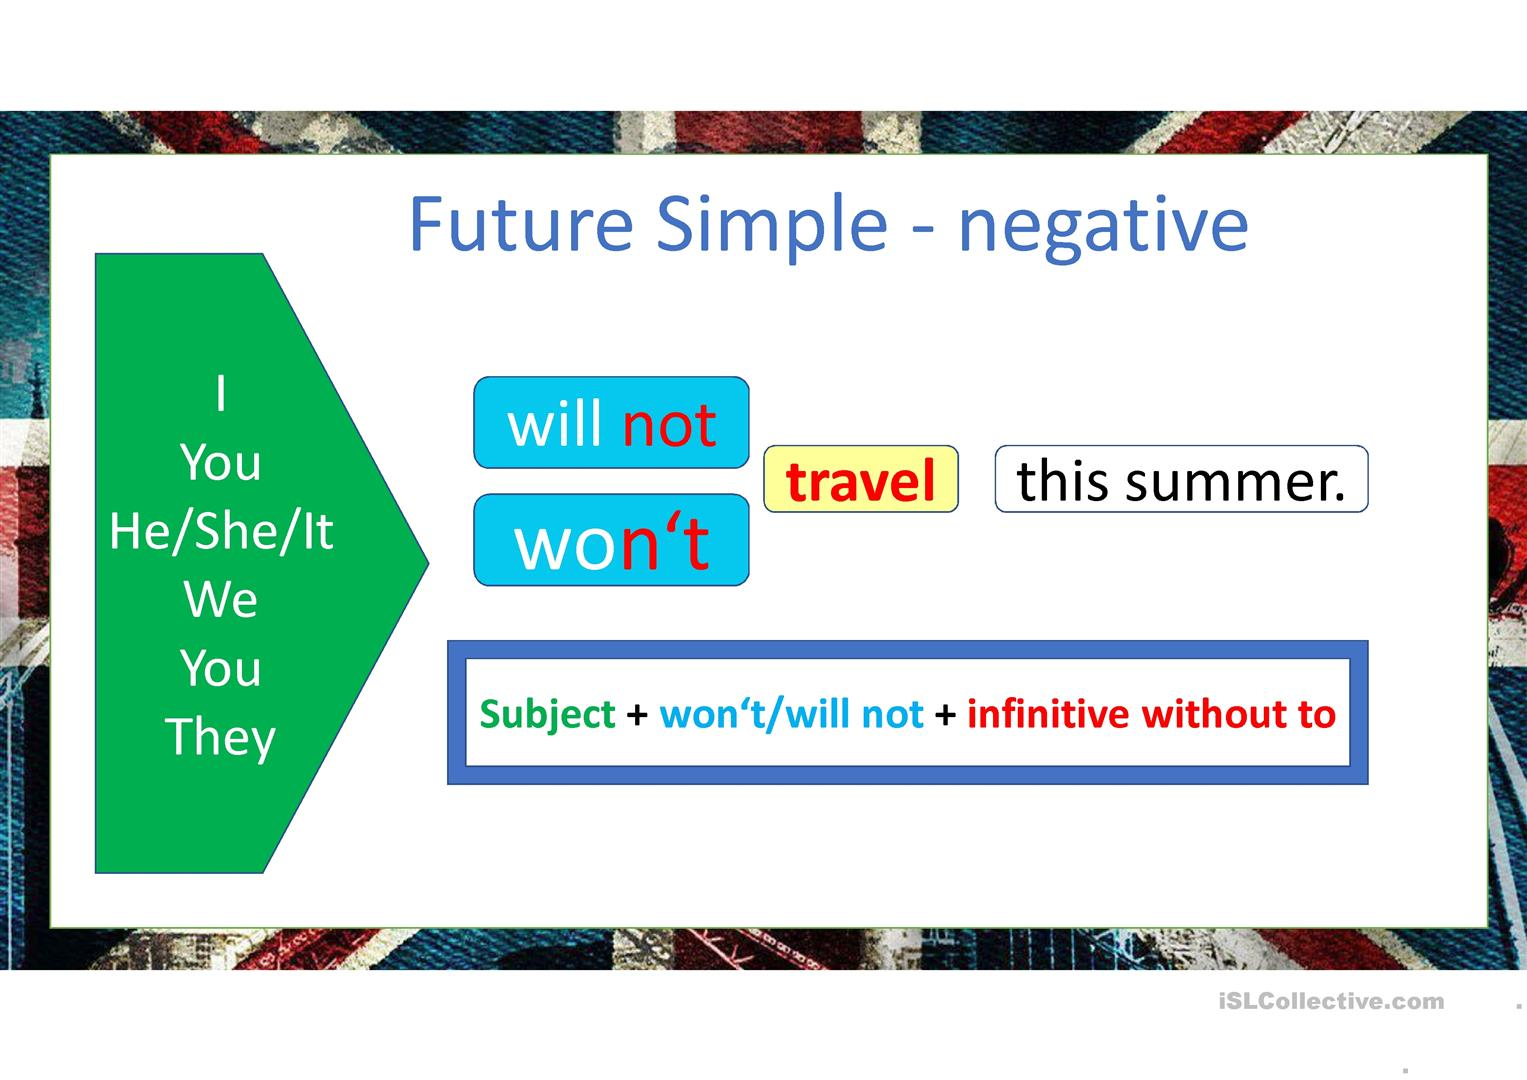 Future Simple - negative
I
You
He/She/It
We
You
They
will not
won‘t
travel
this summer.
Subject + won‘t/will not + infinitive without to
iSLCollective.com